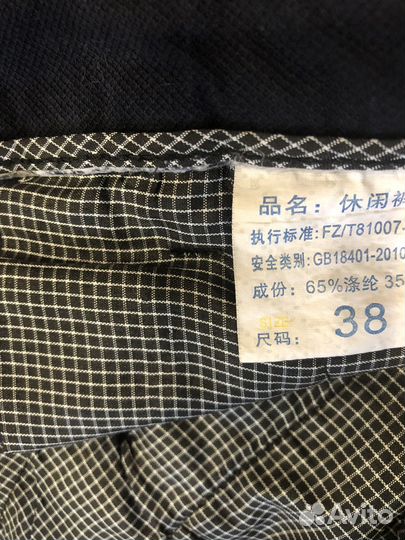 品名：休闲裤
执行标准:FZ/T81007-
安全类别:GB18401-2010
成份：65%涤纶 35
SIZE
尺码： 38
Avito